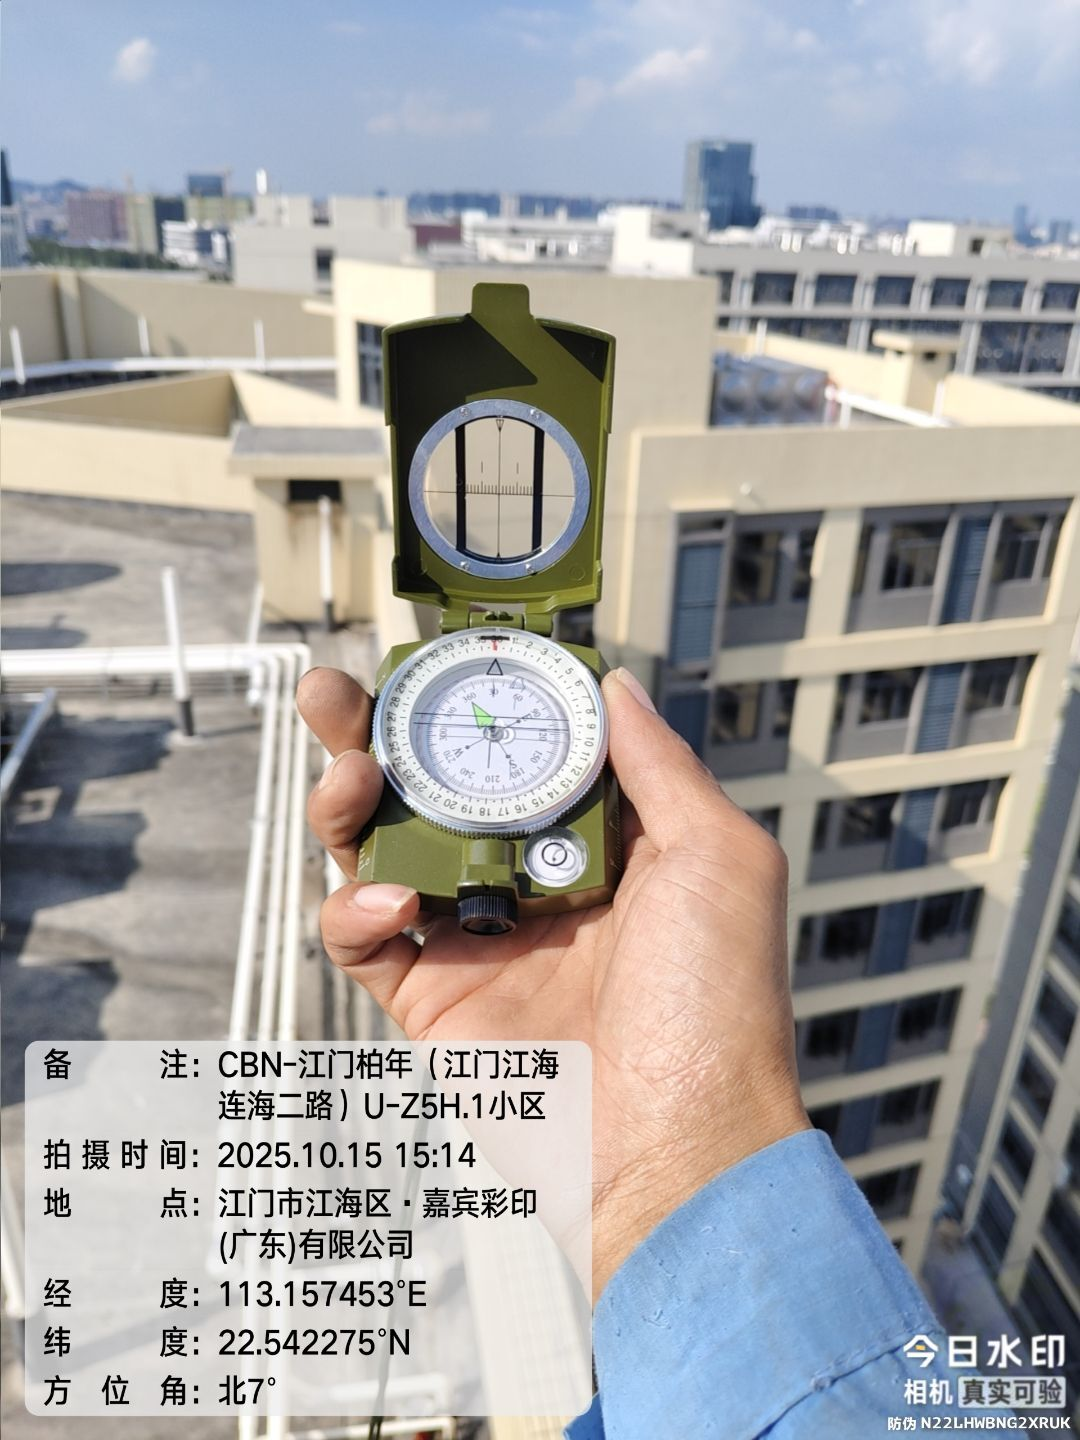 备注：CBN-江门柏年（江门江海
连海二路）U-Z5H.1小区
拍摄时间：2025.10.15 15:14
地点：江门市江海区·嘉宾彩印
(广东)有限公司
经度：113.157453°E
纬度：22.542275°N
方位角：北7°
今日水印
相机 真实可验
防伪 N22LHWBNG2XRUK